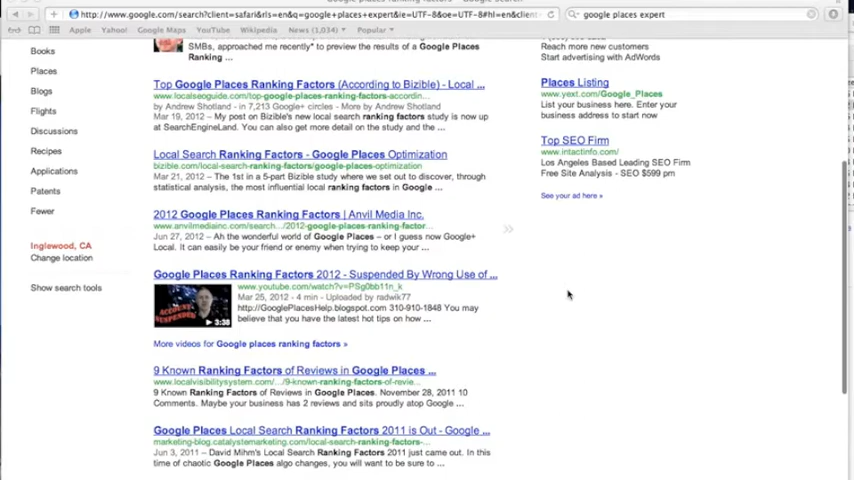 http://www.google.com/search?client=safari&rls=en&q=google+places+expert&ie=UTF-8&oe=UTF-8#hl=en&client
google places expert
Apple Yahoo! Google Maps YouTube Wikipedia News (1,034) Popular
Books
Places
Blogs
Flights
Discussions
Recipes
Applications
Patents
Fewer
Inglewood, CA
Change location
Show search tools
SMBs, approached me recently" to preview the results of a Google Places
Ranking ...
Top Google Places Ranking Factors (According to Bizible) - Local ...
www.localseoguide.com/top-google-places-ranking-factors-accordin...
by Andrew Shotland - in 7,213 Google+ circles - More by Andrew Shotland
Mar 19, 2012 – My post on Bizible's new local search ranking factors study is now up
at SearchEngineLand. You can also get more detail on the study and the ...
Local Search Ranking Factors - Google Places Optimization
bizible.com/local-search-ranking-factors/google-places-optimization
Mar 21, 2012 – The 1st in a 5-part Bizible study where we set out to discover, through
statistical analysis, the most influential local ranking factors in Google ...
2012 Google Places Ranking Factors | Anvil Media Inc.
www.anvilmediainc.com/search.../2012-google-places-ranking-factor...
Jun 27, 2012 – Ah the wonderful world of Google Places – or I guess now Google+
Local. It can easily be your friend or enemy when trying to keep your ...
Google Places Ranking Factors 2012 - Suspended By Wrong Use of ...
www.youtube.com/watch?v=PSg0bb11n_k
Mar 25, 2012 - 4 min - Uploaded by radwik77
http://GooglePlacesHelp.blogspot.com 310-910-1848 You may
believe that you have the latest hot tips on how ...
ACCOUNT
SUSPENDED
3:38
More videos for Google places ranking factors »
9 Known Ranking Factors of Reviews in Google Places ...
www.localvisibilitysystem.com/.../9-known-ranking-factors-of-revie...
9 Known Ranking Factors of Reviews in Google Places. November 28, 2011 10
Comments. Maybe your business has 2 reviews and sits proudly atop Google ...
Google Places Local Search Ranking Factors 2011 is Out - Google ...
marketing-blog.catalystemarketing.com/local-search-ranking-factors-...
Jun 3, 2011 – David Mihm's Local Search Ranking Factors 2011 just came out. In this
time of chaotic Google Places algo changes, you will want to be sure to ...
Reach more customers
Start advertising with AdWords
Places Listing
www.yext.com/Google_Places
List your business here. Enter your
business address to start now
Top SEO Firm
www.intactinfo.com/
Los Angeles Based Leading SEO Firm
Free Site Analysis - SEO $599 pm
See your ad here »